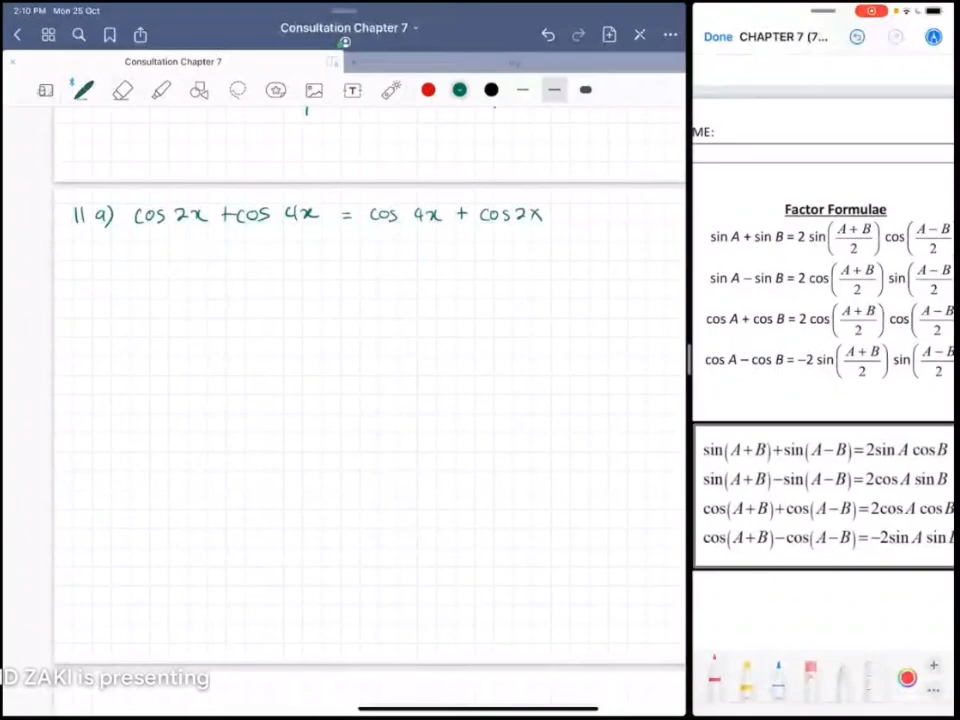 2:10 PM Mon 25 Oct
Consultation Chapter 7
Consultation Chapter 7
11 a) cos 2x + cos 4x = cos 4x + cos 2x
ID ZAKI is presenting
Done CHAPTER 7 (7...
ME:
Factor Formulae
sin A + sin B = 2 sin((A + B)/2) cos((A − B)/2
sin A − sin B = 2 cos((A + B)/2) sin((A − B)/2
cos A + cos B = 2 cos((A + B)/2) cos((A − B)/2
cos A − cos B = −2 sin((A + B)/2) sin((A − B)/2
sin(A+B)+sin(A−B)=2sin A cos B
sin(A+B)−sin(A−B)=2cos A sin B
cos(A+B)+cos(A−B)=2cos A cos B
cos(A+B)−cos(A−B)=−2sin A sin